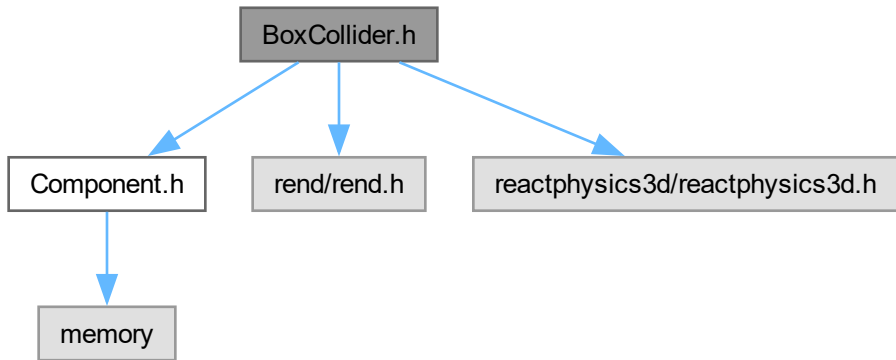 BoxCollider.h
Component.h
rend/rend.h
reactphysics3d/reactphysics3d.h
memory